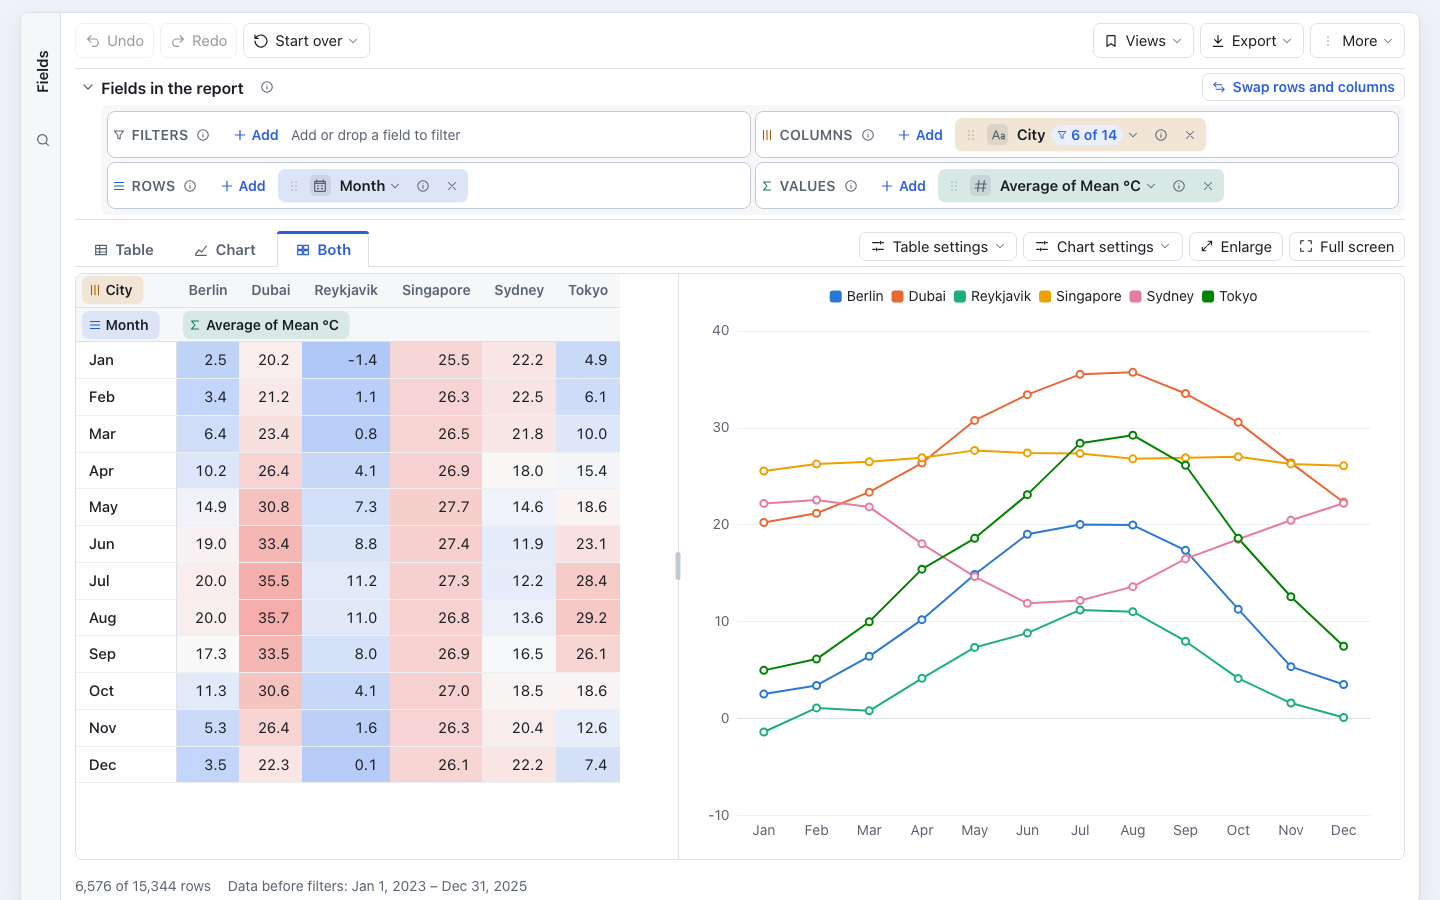 Fields
Undo Redo Start over Views Export More
Fields in the report Swap rows and columns
FILTERS Add Add or drop a field to filter
COLUMNS Add Aa City 6 of 14
ROWS Add Month
VALUES Add Average of Mean °C
Table Chart Both Table settings Chart settings Enlarge Full screen
City Berlin Dubai Reykjavik Singapore Sydney Tokyo
Month Average of Mean °C
Jan 2.5 20.2 -1.4 25.5 22.2 4.9
Feb 3.4 21.2 1.1 26.3 22.5 6.1
Mar 6.4 23.4 0.8 26.5 21.8 10.0
Apr 10.2 26.4 4.1 26.9 18.0 15.4
May 14.9 30.8 7.3 27.7 14.6 18.6
Jun 19.0 33.4 8.8 27.4 11.9 23.1
Jul 20.0 35.5 11.2 27.3 12.2 28.4
Aug 20.0 35.7 11.0 26.8 13.6 29.2
Sep 17.3 33.5 8.0 26.9 16.5 26.1
Oct 11.3 30.6 4.1 27.0 18.5 18.6
Nov 5.3 26.4 1.6 26.3 20.4 12.6
Dec 3.5 22.3 0.1 26.1 22.2 7.4
Berlin Dubai Reykjavik Singapore Sydney Tokyo
40
30
20
10
0
-10
Jan Feb Mar Apr May Jun Jul Aug Sep Oct Nov Dec
6,576 of 15,344 rows Data before filters: Jan 1, 2023 – Dec 31, 2025